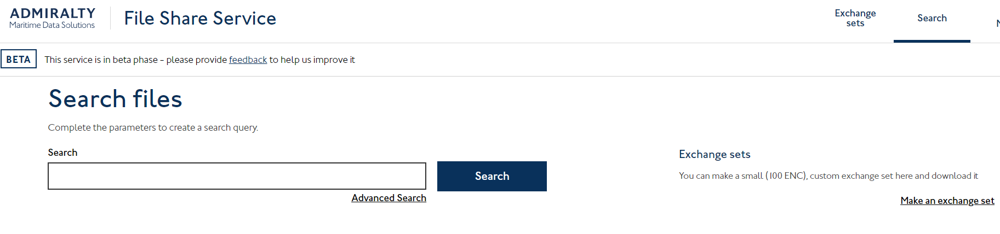 ADMIRALTY
Maritime Data Solutions
File Share Service
Exchange
sets
Search
BETA
This service is in beta phase - please provide feedback to help us improve it
Search files
Complete the parameters to create a search query.
Search
Search
Advanced Search
Exchange sets
You can make a small (100 ENC), custom exchange set here and download it
Make an exchange set